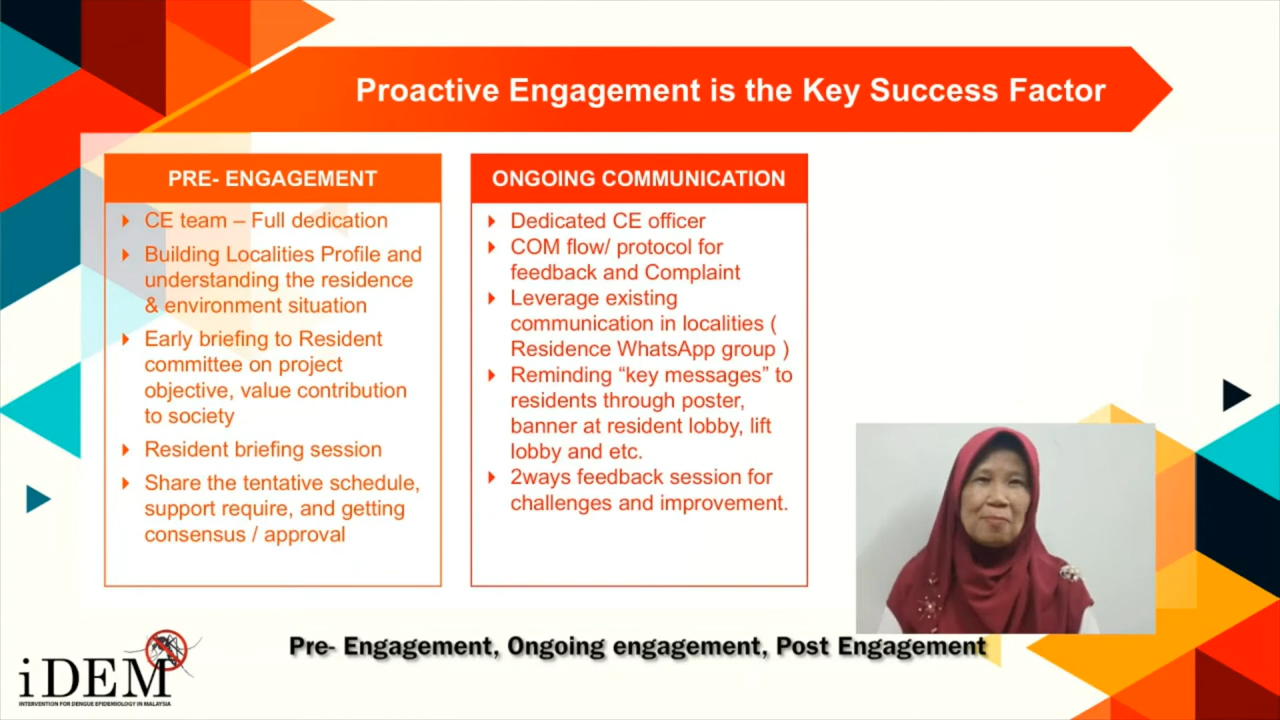 Proactive Engagement is the Key Success Factor
PRE- ENGAGEMENT
CE team – Full dedication
Building Localities Profile and
understanding the residence
& environment situation
Early briefing to Resident
committee on project
objective, value contribution
to society
Resident briefing session
Share the tentative schedule,
support require, and getting
consensus / approval
ONGOING COMMUNICATION
Dedicated CE officer
COM flow/ protocol for
feedback and Complaint
Leverage existing
communication in localities (
Residence WhatsApp group )
Reminding “key messages” to
residents through poster,
banner at resident lobby, lift
lobby and etc.
2ways feedback session for
challenges and improvement.
Pre- Engagement, Ongoing engagement, Post Engagement
iDEM
INTERVENTION FOR DENGUE EPIDEMIOLOGY IN MALAYSIA